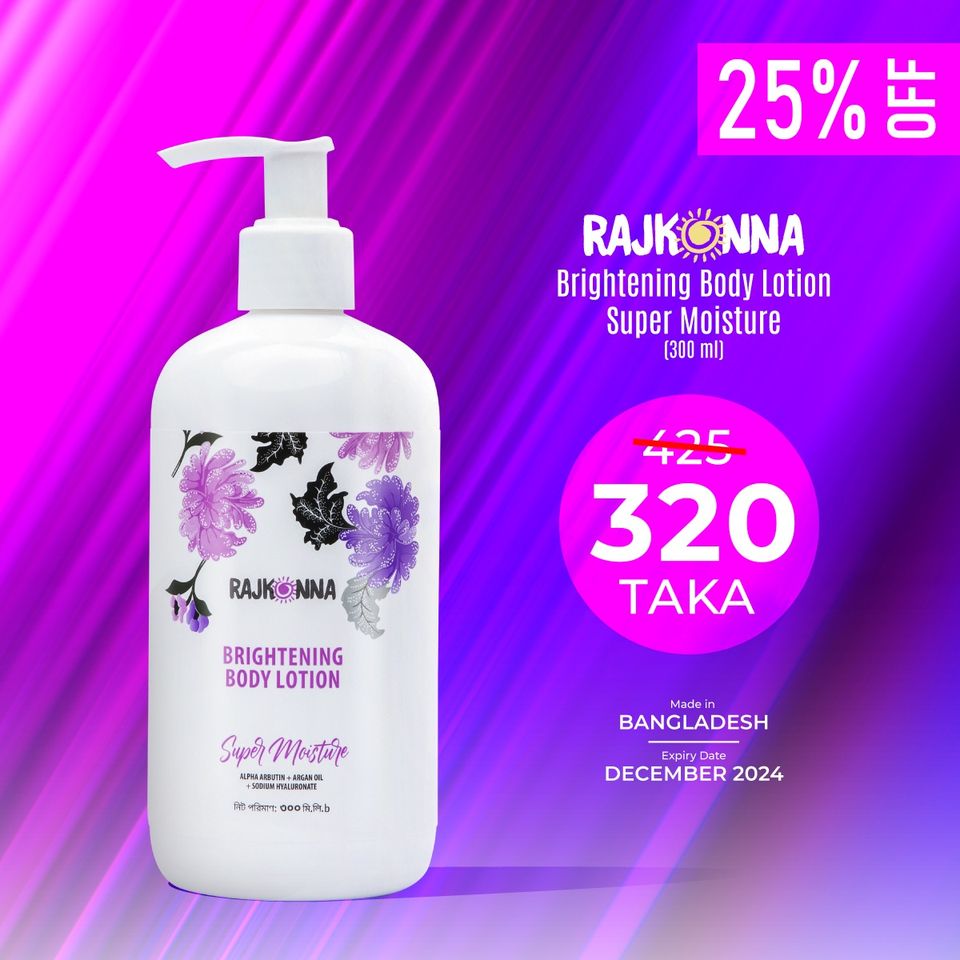 25% OFF
RAJKONNA
Brightening Body Lotion
Super Moisture
(300 ml)
425
320
TAKA
Made in
BANGLADESH
Expiry Date
DECEMBER 2024
RAJKONNA
BRIGHTENING
BODY LOTION
Super Moisture
ALPHA ARBUTIN + ARGAN OIL
+ SODIUM HYALURONATE
নিট পরিমাণ: ৩০০ মি.লি.b